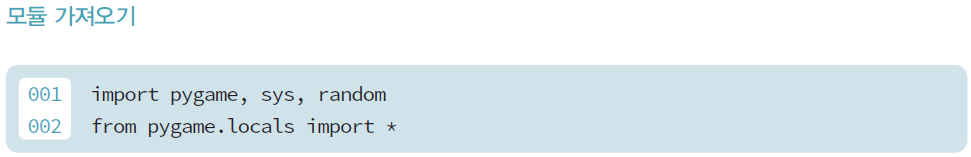 모듈 가져오기
001 import pygame, sys, random
002 from pygame.locals import *